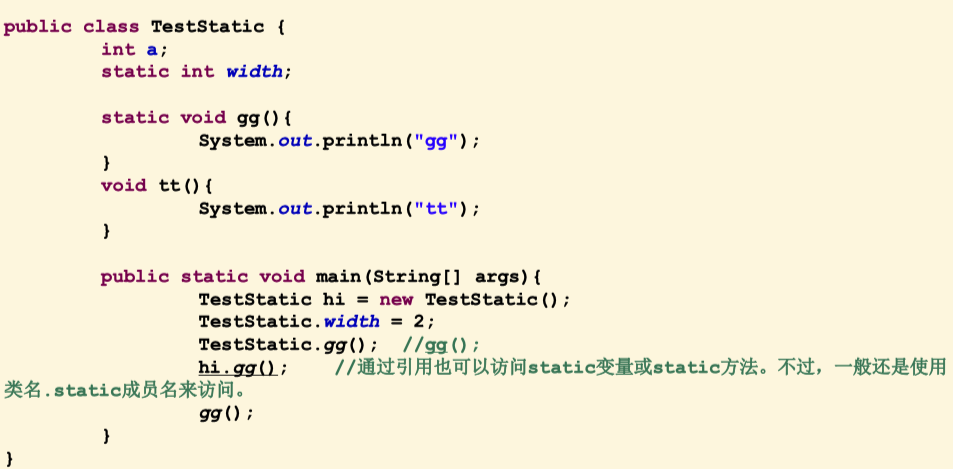 public class TestStatic {
        int a;
        static int width;

        static void gg(){
                System.out.println("gg");
        }
        void tt(){
                System.out.println("tt");
        }

        public static void main(String[] args){
                TestStatic hi = new TestStatic();
                TestStatic.width = 2;
                TestStatic.gg();  //gg();
                hi.gg();    //通过引用也可以访问static变量或static方法。不过，一般还是使用
类名.static成员名来访问。
                gg();
        }
}